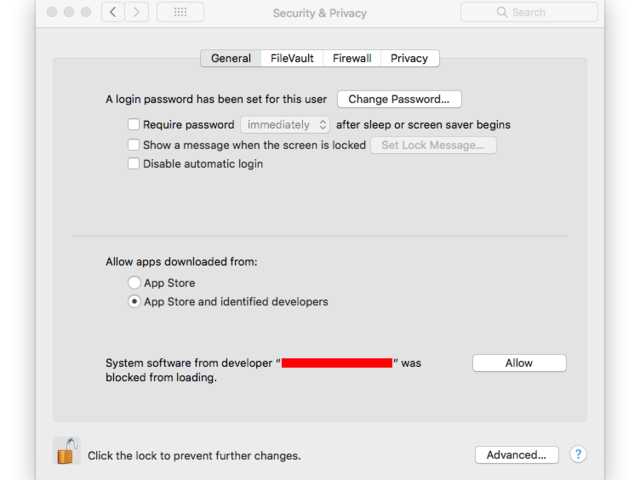 Security & Privacy
Search
General FileVault Firewall Privacy
A login password has been set for this user Change Password...
Require password immediately after sleep or screen saver begins
Show a message when the screen is locked Set Lock Message...
Disable automatic login
Allow apps downloaded from:
App Store
App Store and identified developers
System software from developer “ ” was Allow
blocked from loading.
Click the lock to prevent further changes. Advanced... ?